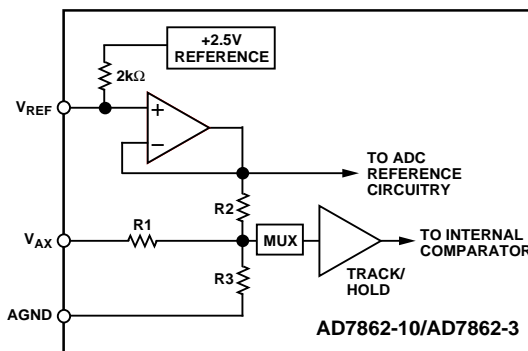 +2.5V
REFERENCE
2kΩ
VREF
+
−
TO ADC
REFERENCE
CIRCUITRY
R2
VAX
R1
MUX
TO INTERNAL
COMPARATOR
TRACK/
HOLD
R3
AGND
AD7862-10/AD7862-3